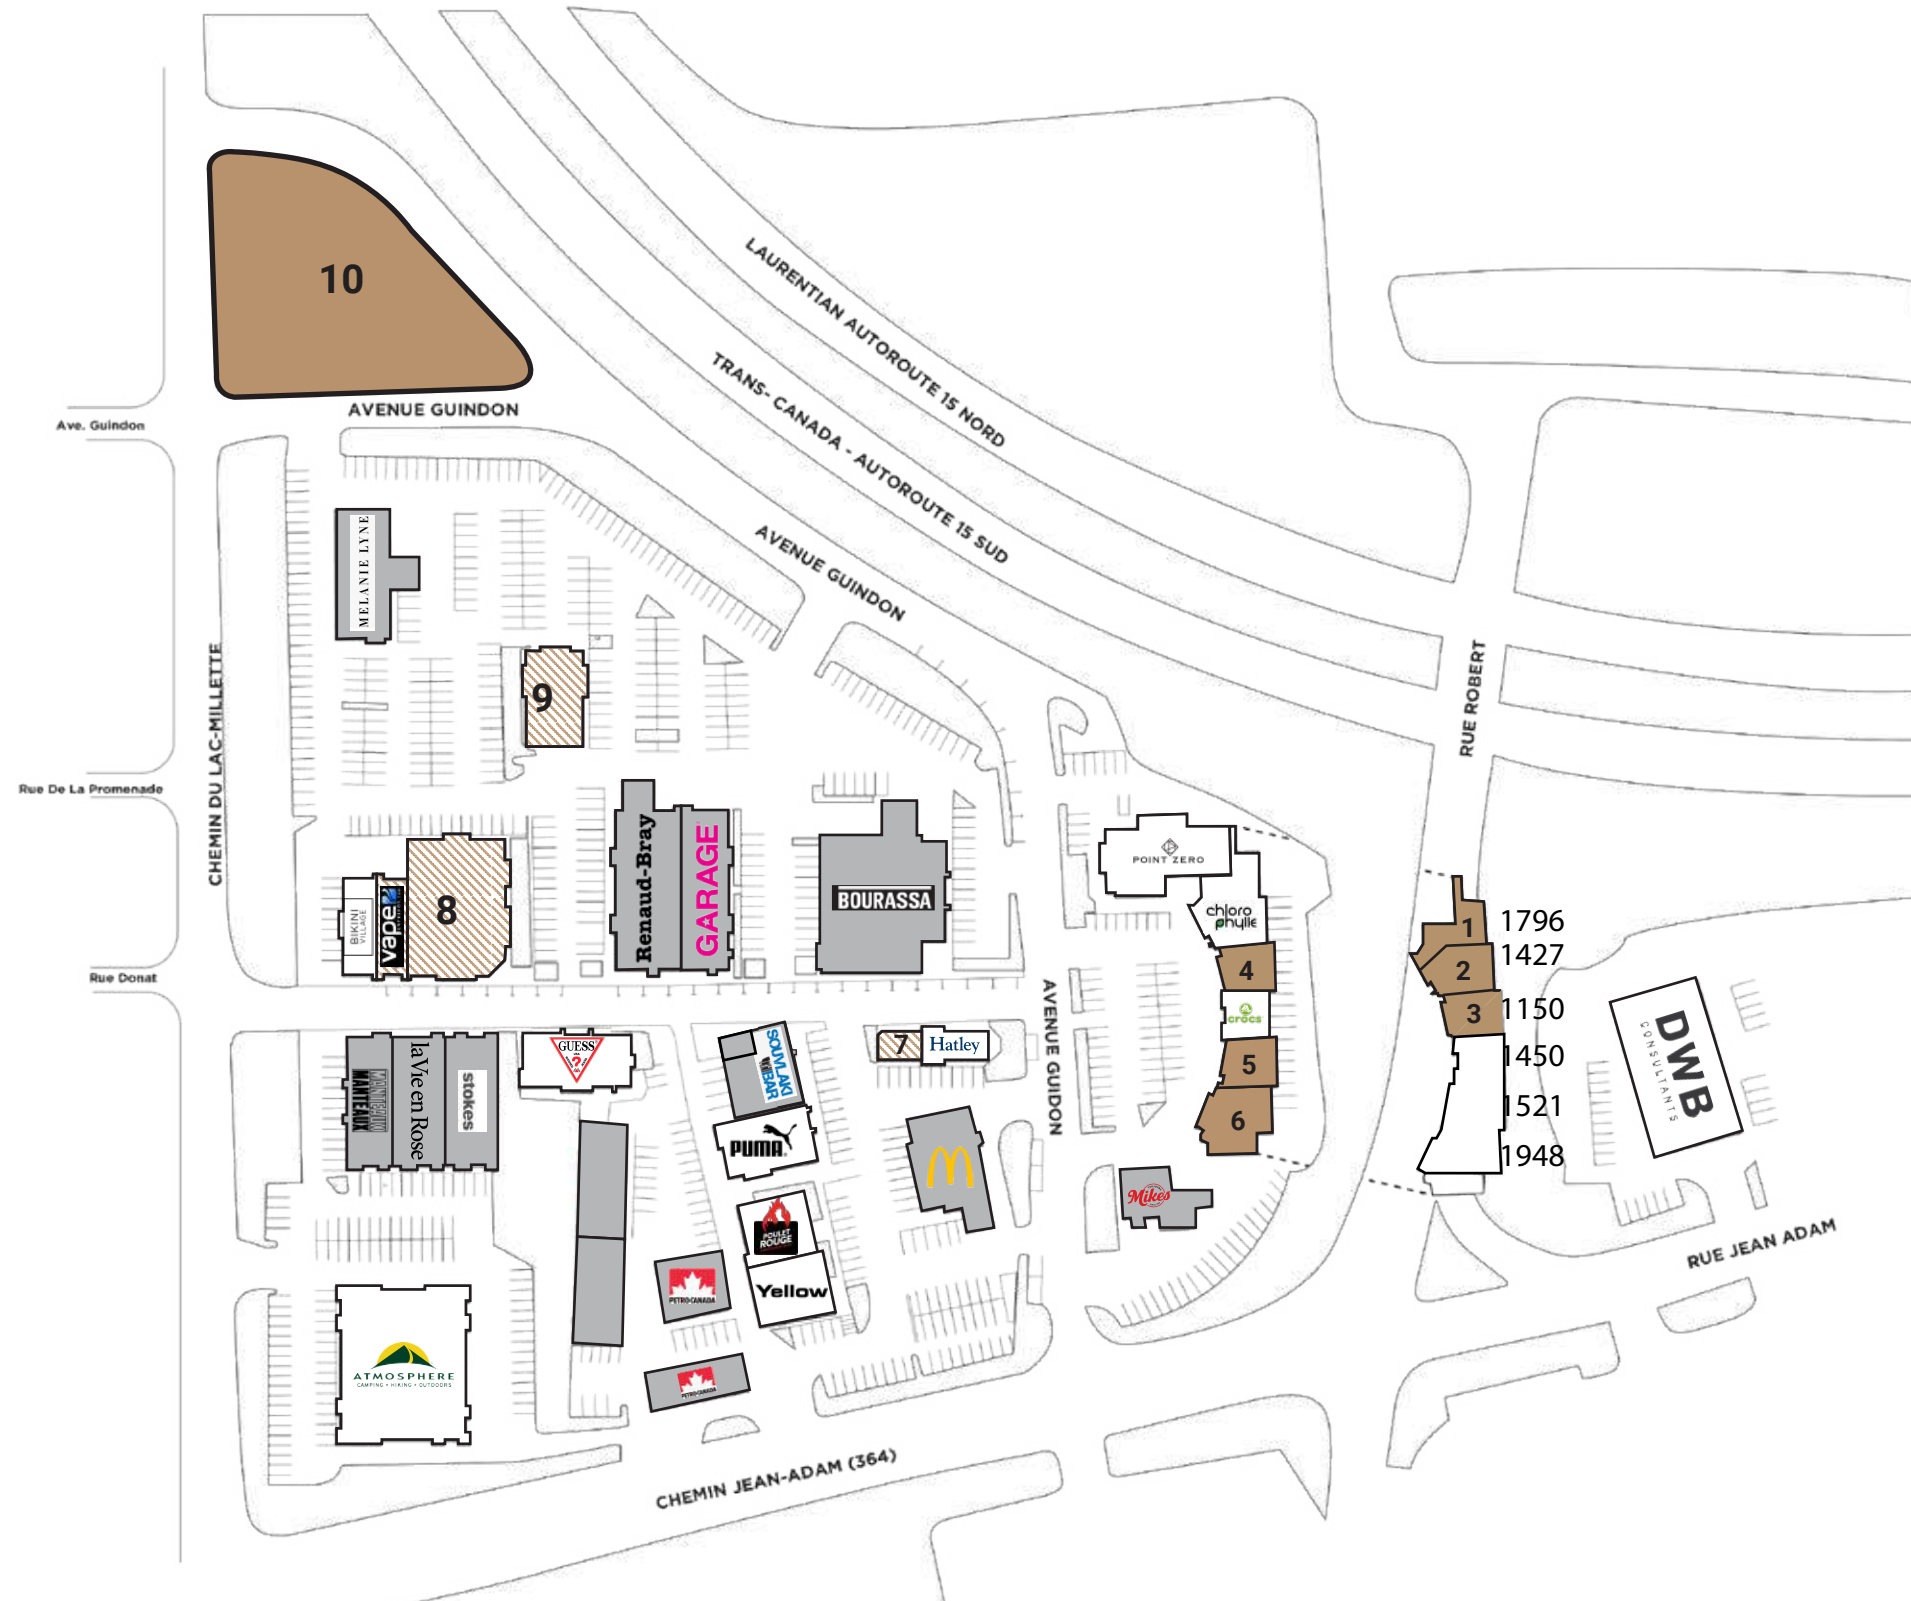 LAURENTIAN AUTOROUTE 15 NORD
TRANS- CANADA - AUTOROUTE 15 SUD
10
AVENUE GUINDON
Ave. Guindon
MELANIE LYNE
AVENUE GUINDON
CHEMIN DU LAC-MILLETTE
RUE ROBERT
9
Rue De La Promenade
Renaud-Bray
GARAGE
BOURASSA
POINT ZERO
BIKINI
VILLAGE
vape
8
chloro
phylle
1
1796
2
1427
4
Rue Donat
3
1150
crocs
AVENUE GUIDON
DWB
CONSULTANTS
MANTEAUX
MANTEAUX
la Vie en Rose
stokes
GUESS
?
SOUVLAKI
BAR
7
Hatley
5
1450
6
1521
PUMA
1948
Mikes
POULET
ROUGE
Yellow
PETRO-CANADA
RUE JEAN ADAM
ATMOSPHERE
CAMPING • HIKING • OUTDOORS
PETRO-CANADA
CHEMIN JEAN-ADAM (364)